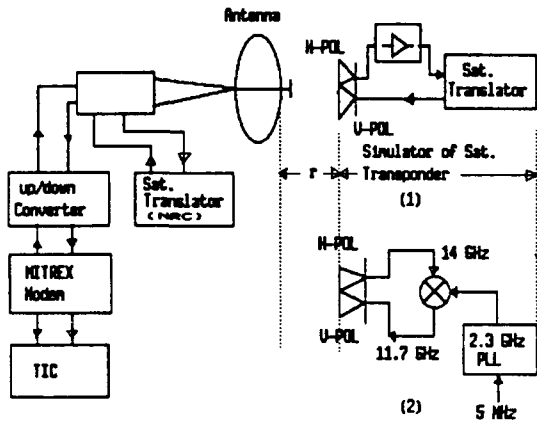 Antenna
H-POL
Sat.
Translator
V-POL
Simulator of Sat.
Transponder
(1)
r
up/down
Converter
Sat.
Translator
(NRC)
MITREX
Modem
TIC
H-POL
14 GHz
V-POL
11.7 GHz
2.3 GHz
PLL
(2)
5 MHz